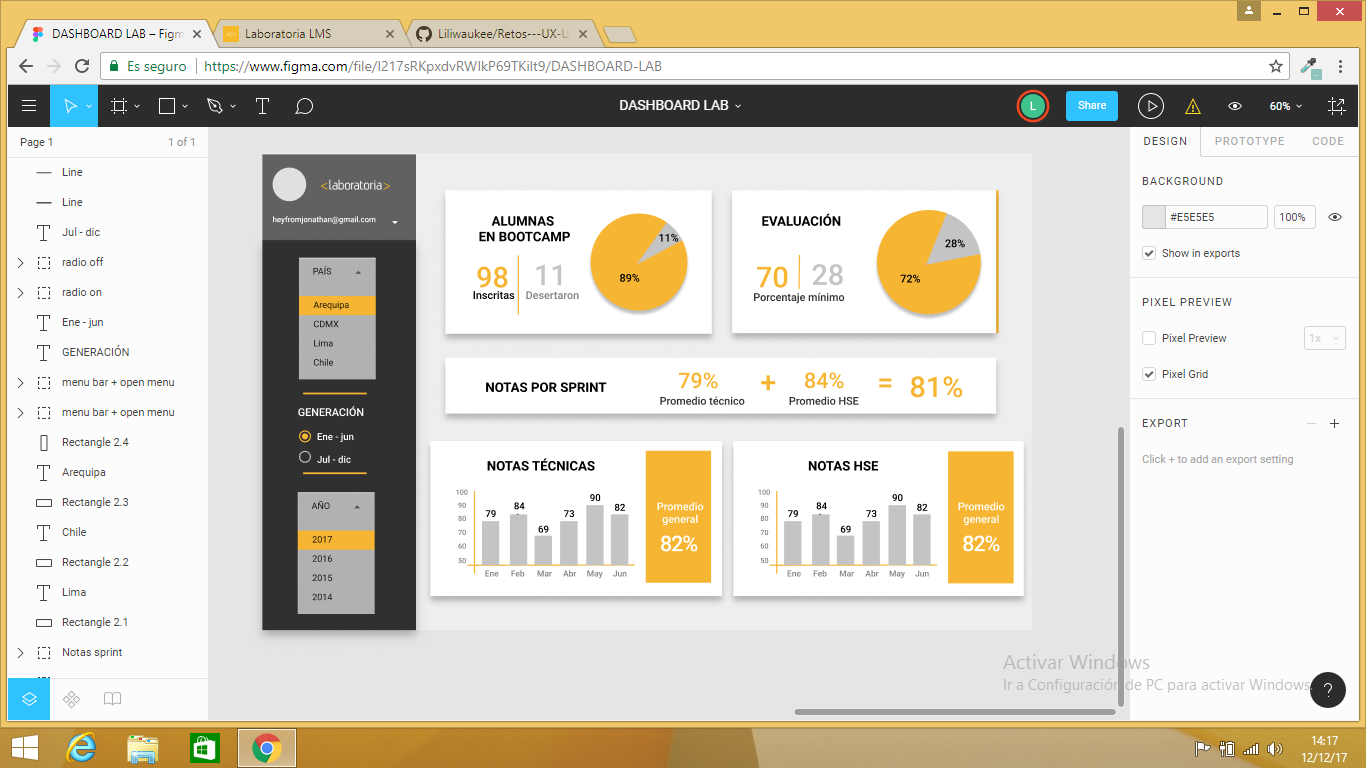 DASHBOARD LAB – Figm
Laboratoria LMS
Liliwaukee/Retos---UX-U
Es seguro
https://www.figma.com/file/I217sRKpxdvRWIkP69TKiIt9/DASHBOARD-LAB
DASHBOARD LAB
L
Share
60%
Page 1
1 of 1
Line
Line
Jul - dic
radio off
radio on
Ene - jun
GENERACIÓN
menu bar + open menu
menu bar + open menu
Rectangle 2.4
Arequipa
Rectangle 2.3
Chile
Rectangle 2.2
Lima
Rectangle 2.1
Notas sprint
<laboratoria>
heyfromjonathan@gmail.com
PAÍS
Arequipa
CDMX
Lima
Chile
GENERACIÓN
Ene - jun
Jul - dic
AÑO
2017
2016
2015
2014
ALUMNAS
EN BOOTCAMP
98
11
Inscritas
Desertaron
11%
89%
EVALUACIÓN
70
28
Porcentaje mínimo
28%
72%
NOTAS POR SPRINT
79%
+
84%
=
81%
Promedio técnico
Promedio HSE
NOTAS TÉCNICAS
100
90
80
70
60
50
79
84
69
73
90
82
Ene
Feb
Mar
Abr
May
Jun
Promedio
general
82%
NOTAS HSE
100
90
80
70
60
50
79
84
69
73
90
82
Ene
Feb
Mar
Abr
May
Jun
Promedio
general
82%
DESIGN
PROTOTYPE
CODE
BACKGROUND
#E5E5E5
100%
Show in exports
PIXEL PREVIEW
Pixel Preview
1x
Pixel Grid
EXPORT
Click + to add an export setting
Activar Windows
Ir a Configuración de PC para activar Windows.
?
14:17
12/12/17